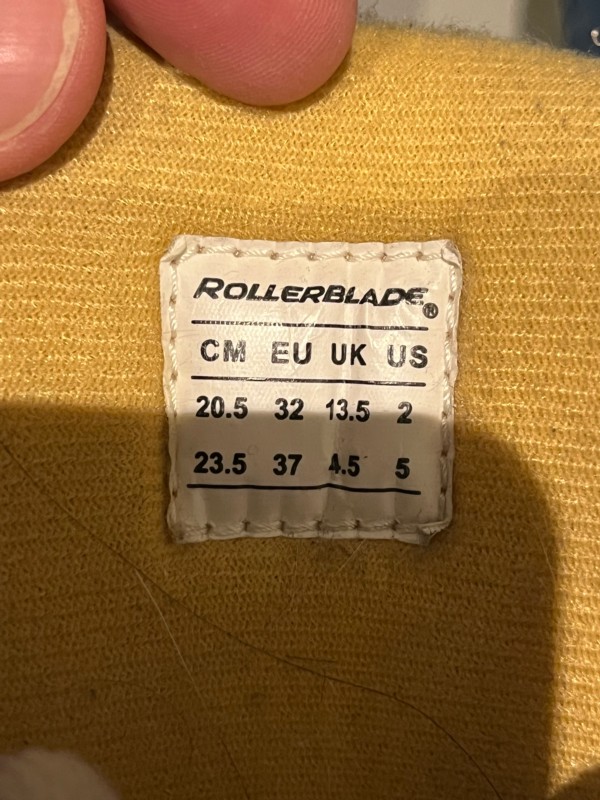 ROLLERBLADE®
CM EU UK US
20.5 32 13.5 2
23.5 37 4.5 5